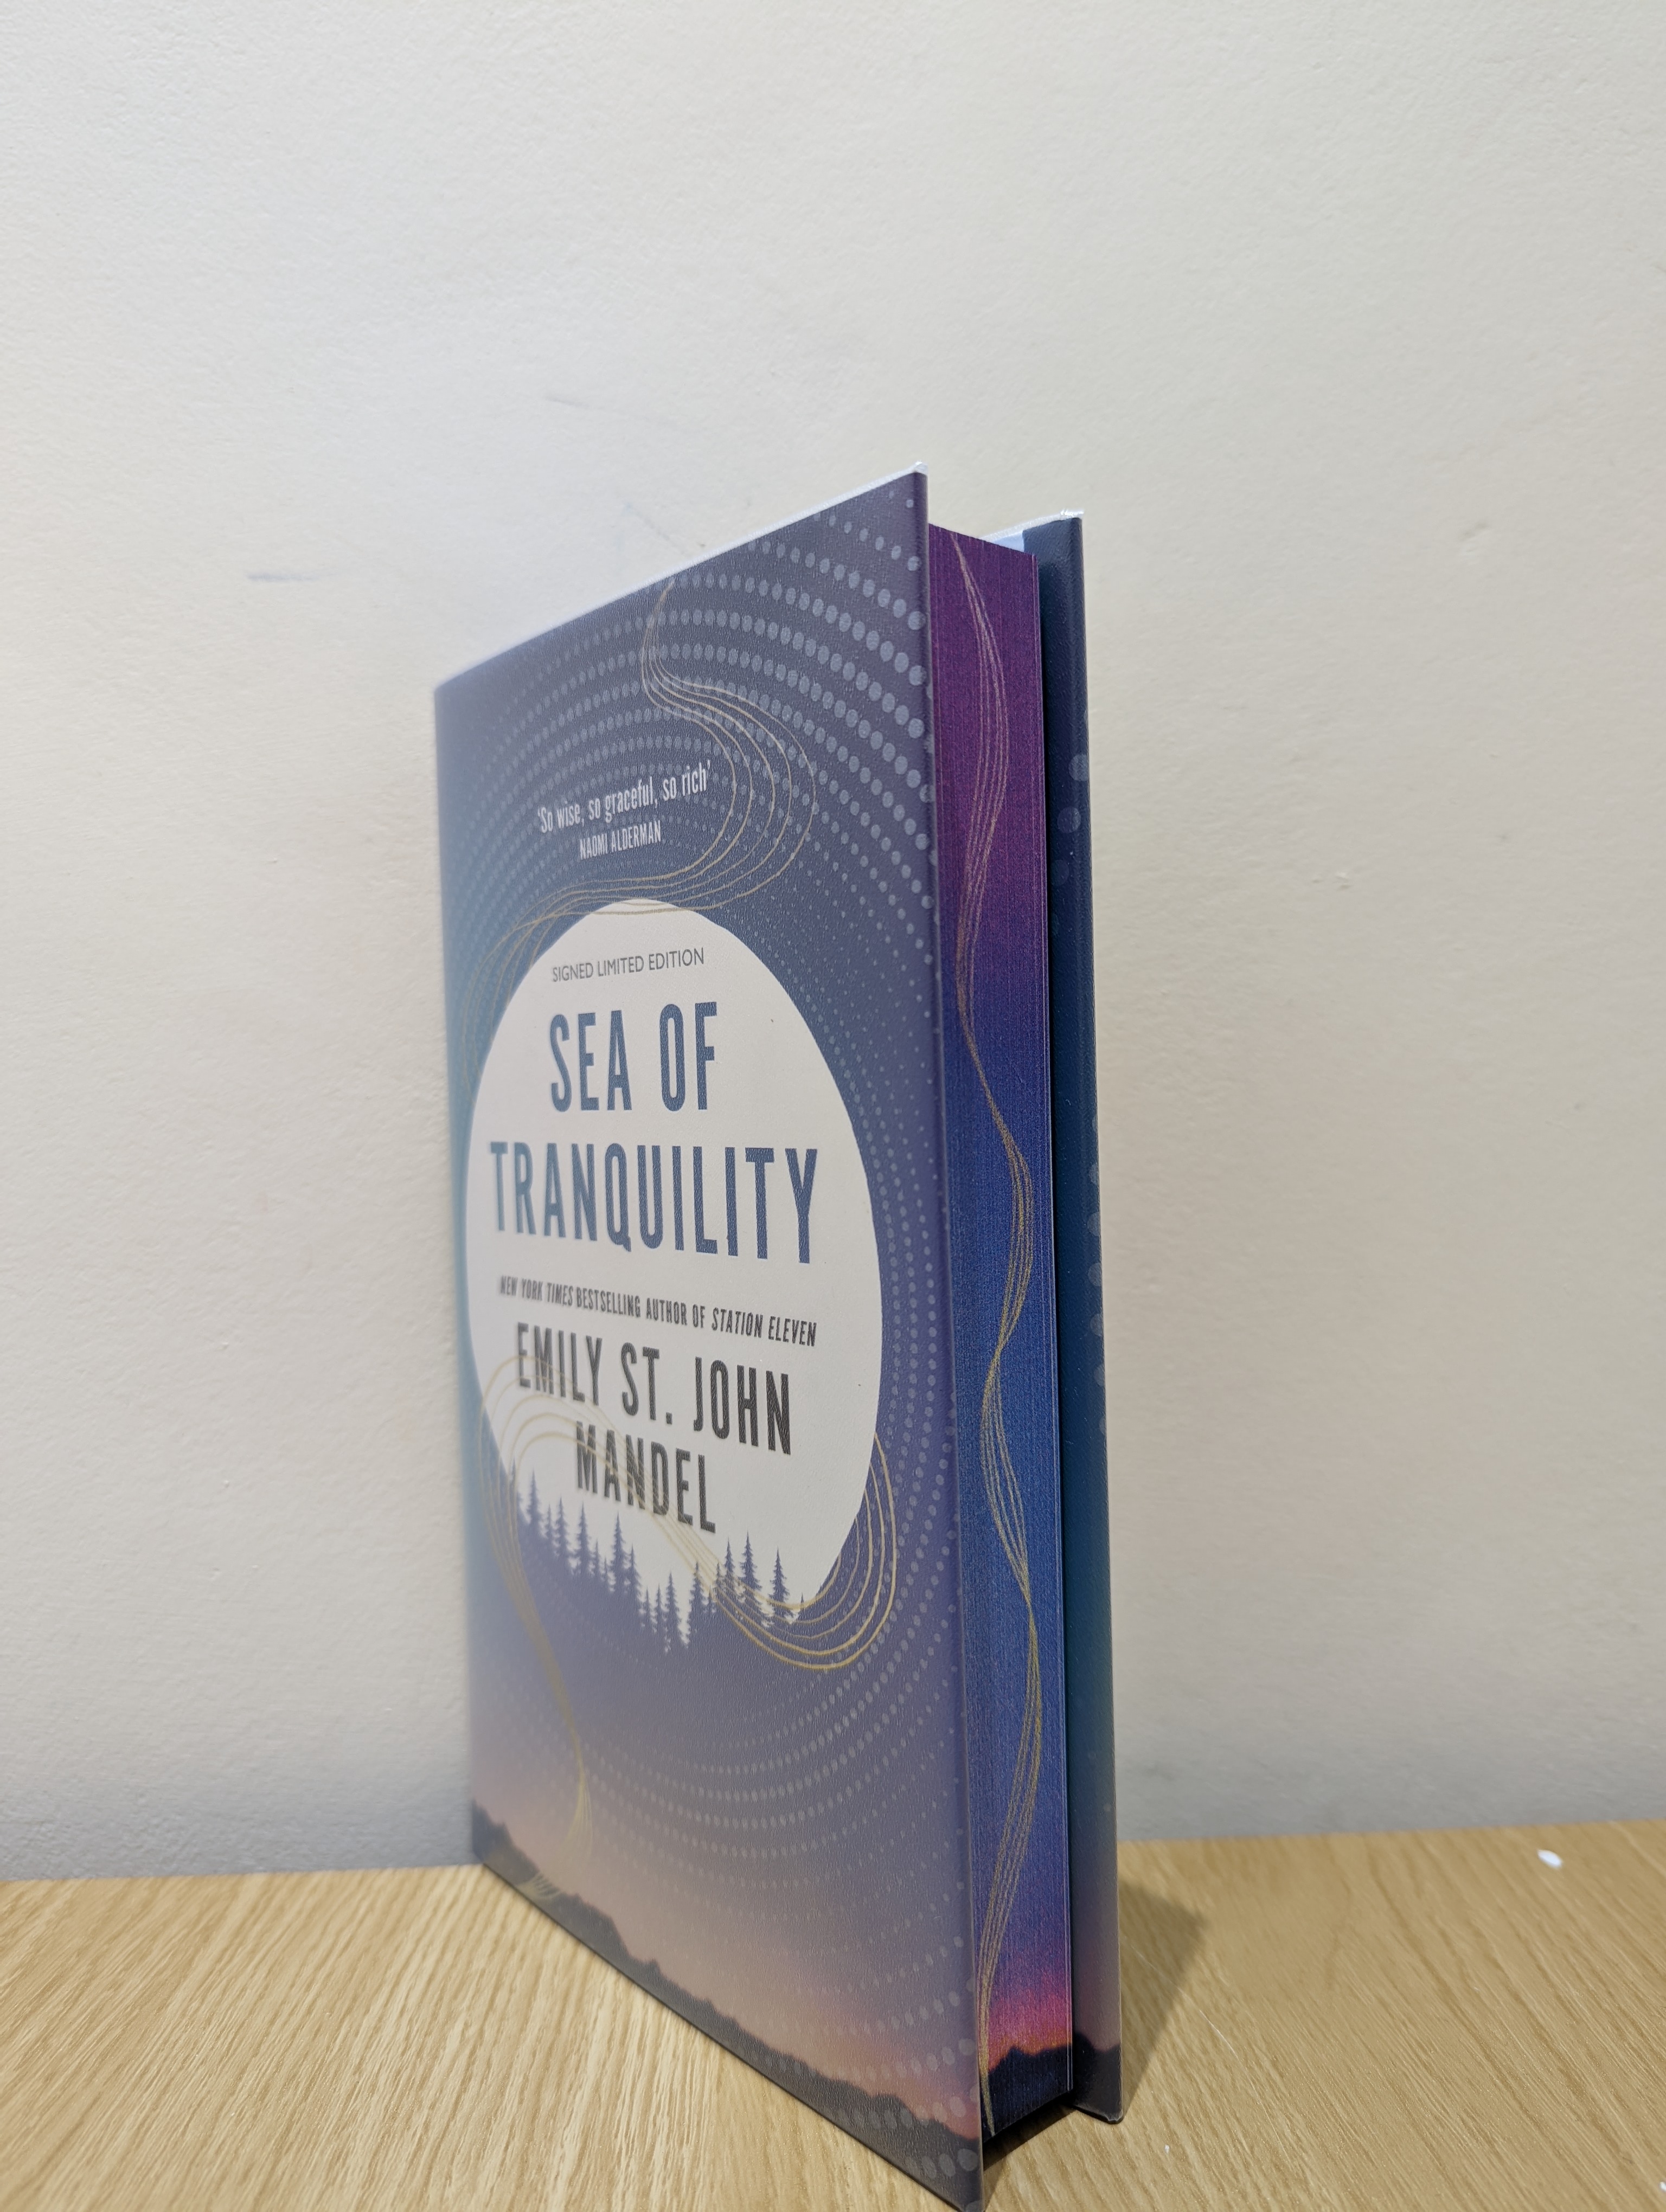 'So wise, so graceful, so rich'
NAOMI ALDERMAN
SIGNED LIMITED EDITION
SEA OF
TRANQUILITY
NEW YORK TIMES BESTSELLING AUTHOR OF STATION ELEVEN
EMILY ST. JOHN
MANDEL